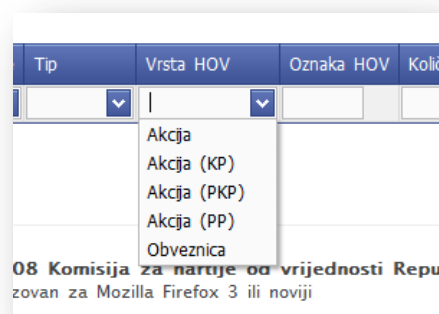 Tip Vrsta HOV Oznaka HOV Količ
Akcija
Akcija (KP)
Akcija (PKP)
Akcija (PP)
Obveznica
08 Komisija za hartije od vrijednosti Repu
zovan za Mozilla Firefox 3 ili noviji